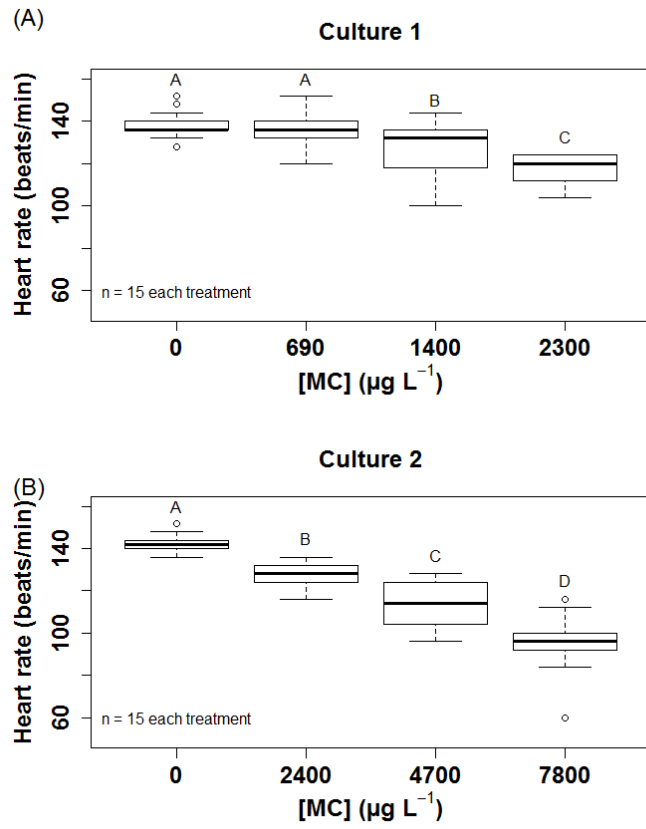 (A)
Culture 1
Heart rate (beats/min)
140
100
60
A
A
B
C
n = 15 each treatment
0 690 1400 2300
[MC] (µg L⁻¹)
(B)
Culture 2
Heart rate (beats/min)
140
100
60
A
B
C
D
n = 15 each treatment
0 2400 4700 7800
[MC] (µg L⁻¹)